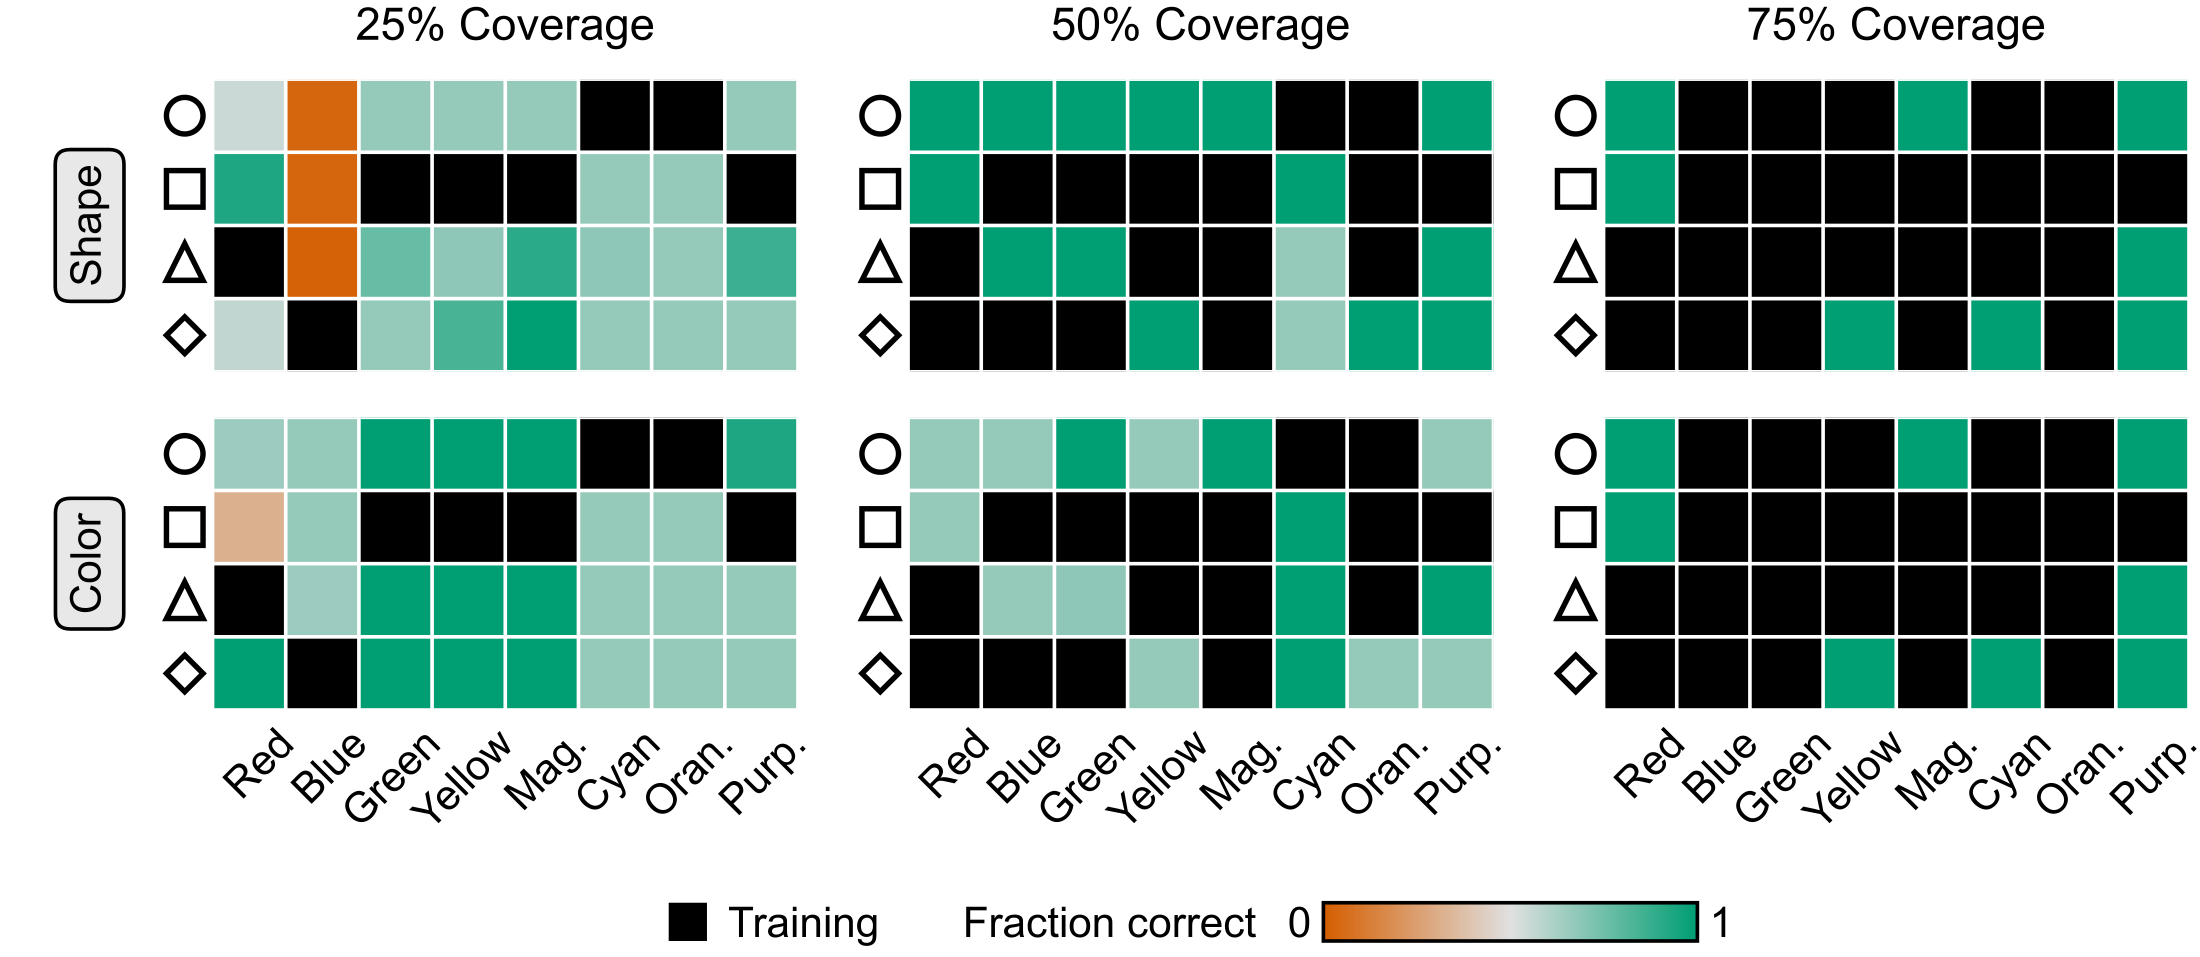 25% Coverage
50% Coverage
75% Coverage
Shape
Color
Red Blue Green Yellow Mag. Cyan Oran. Purp.
Red Blue Green Yellow Mag. Cyan Oran. Purp.
Red Blue Green Yellow Mag. Cyan Oran. Purp.
Training Fraction correct 0 1